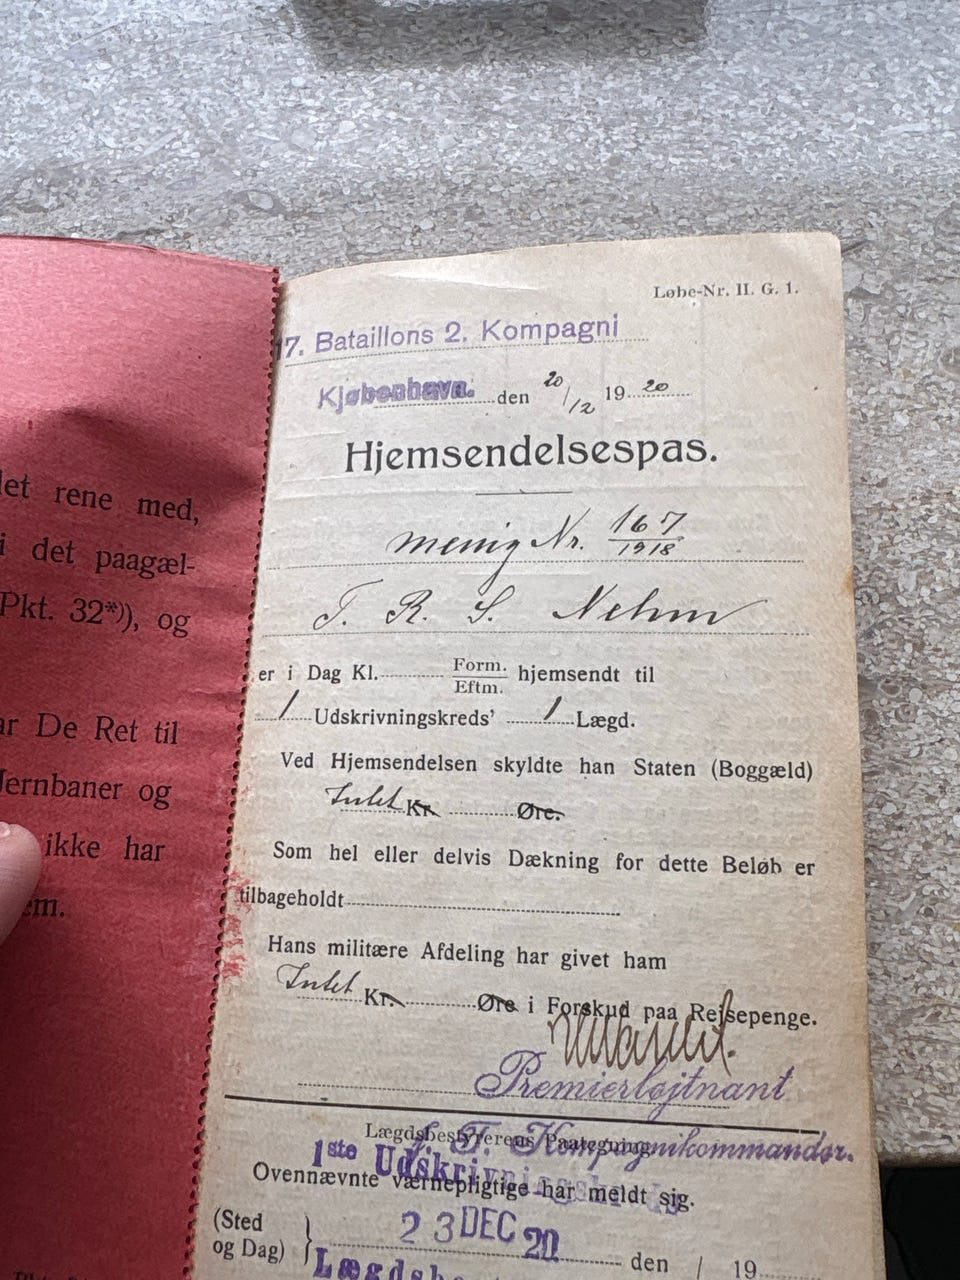 let rene med,
i det paagæl-
Pkt. 32*)), og
ar De Ret til
Jernbaner og
ikke har
em.
Løbe-Nr. II. G. 1.
7. Bataillons 2. Kompagni
Kjøbenhavn. den 20/12 19 20
Hjemsendelsespas.
menig Nr. 167/1918
F. R. S. Nehm
er i Dag Kl. Form. Eftm. hjemsendt til
1 Udskrivningskreds' 1 Lægd.
Ved Hjemsendelsen skyldte han Staten (Boggæld)
Intet Kr. Øre.
Som hel eller delvis Dækning for dette Beløb er
tilbageholdt
Hans militære Afdeling har givet ham
Intet Kr. Øre i Forskud paa Rejsepenge.
Premierløjtnant
f. T. Kompagnikommandør.
Lægdsbestyrerens Paategning.
1ste Udskrivningskreds
Ovennævnte værnepligtige har meldt sig.
(Sted
og Dag)
23 DEC 20
den / 19